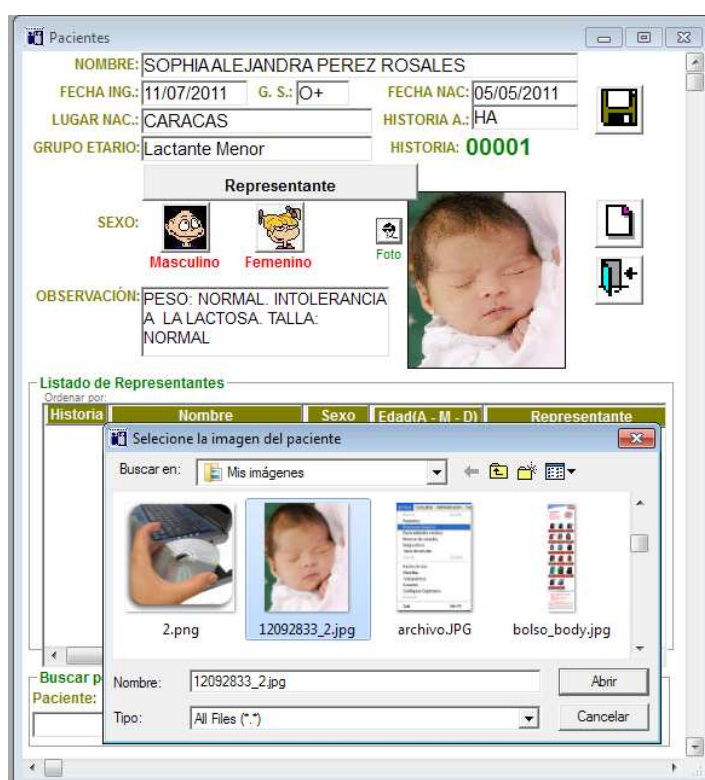 Pacientes
NOMBRE: SOPHIA ALEJANDRA PEREZ ROSALES
FECHA ING.: 11/07/2011 G. S.: O+ FECHA NAC: 05/05/2011
LUGAR NAC.: CARACAS HISTORIA A.: HA
GRUPO ETARIO: Lactante Menor HISTORIA: 00001
Representante
SEXO:
Masculino Femenino Foto
OBSERVACIÓN: PESO: NORMAL. INTOLERANCIA
A LA LACTOSA. TALLA:
NORMAL
Listado de Representantes
Ordenar por:
Historia Nombre Sexo Edad(A - M - D) Representante
Selecione la imagen del paciente
Buscar en: Mis imágenes
2.png 12092833_2.jpg archivo.JPG bolso_body.jpg
Nombre: 12092833_2.jpg Abrir
Tipo: All Files (*.*) Cancelar
Buscar p
Paciente: